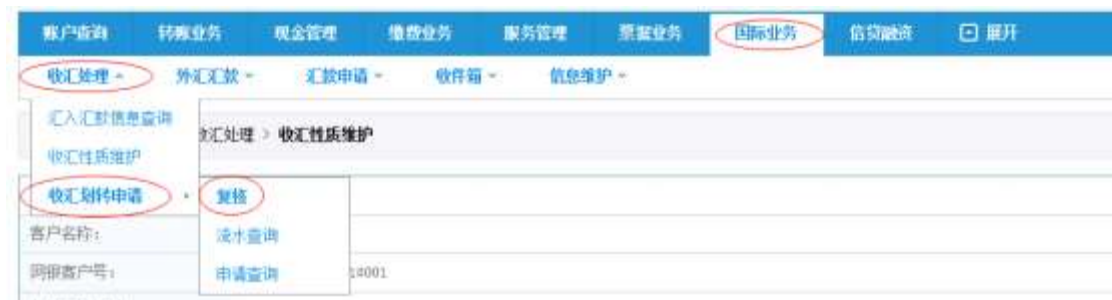 账户查询 转账业务 现金管理 缴费业务 服务管理 票据业务 国际业务 信贷融资 展开
收汇处理 外汇汇款 汇款申请 收件箱 信息维护
汇入汇款信息查询
收汇处理 > 收汇性质维护
收汇性质维护
收汇划转申请 复核
客户名称: 流水查询
网银客户号: 申请查询 14001